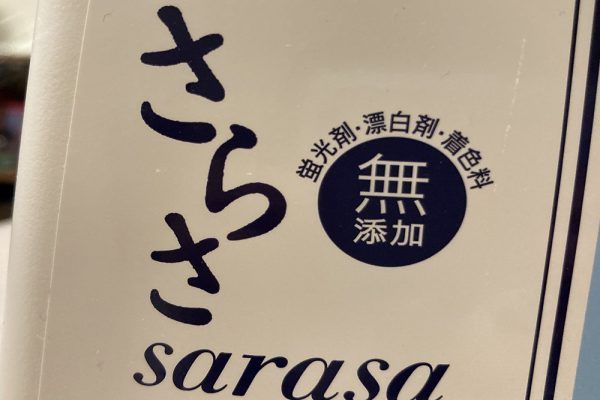 さらさ
蛍光剤・漂白剤・着色料
無
添加
sarasa